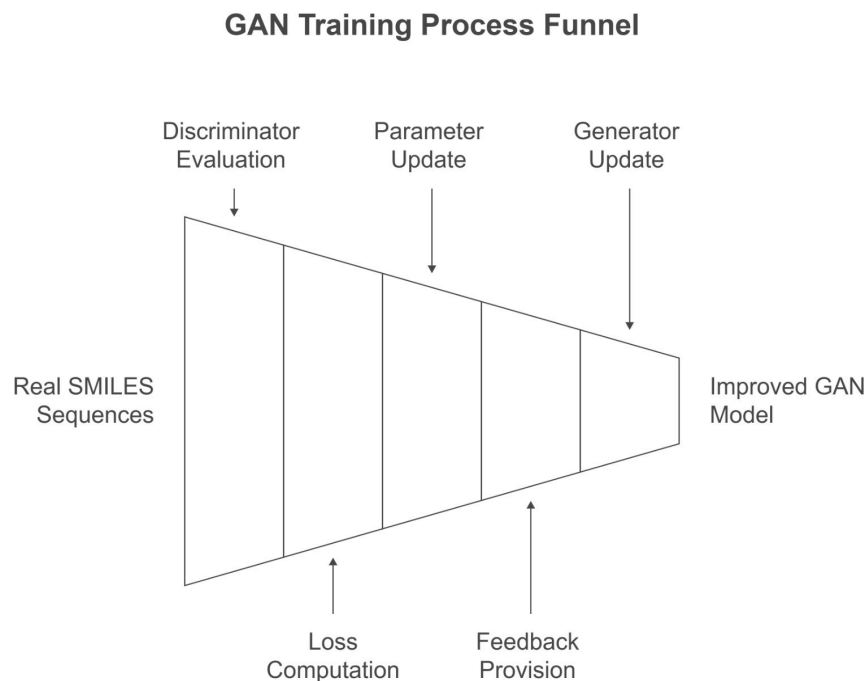 GAN Training Process Funnel
Discriminator
Evaluation
Parameter
Update
Generator
Update
Real SMILES
Sequences
Improved GAN
Model
Loss
Computation
Feedback
Provision